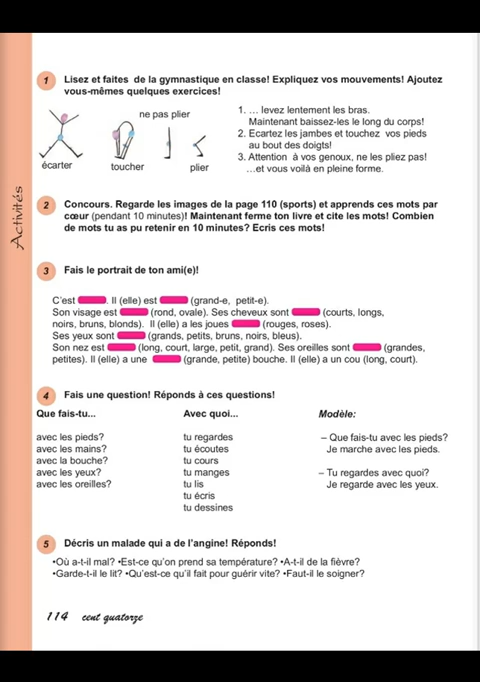 Activités
1 Lisez et faites de la gymnastique en classe! Expliquez vos mouvements! Ajoutez
vous-mêmes quelques exercices!
ne pas plier
écarter
toucher
plier
1. … levez lentement les bras.
Maintenant baissez-les le long du corps!
2. Ecartez les jambes et touchez vos pieds
au bout des doigts!
3. Attention à vos genoux, ne les pliez pas!
…et vous voilà en pleine forme.
2 Concours. Regarde les images de la page 110 (sports) et apprends ces mots par
cœur (pendant 10 minutes)! Maintenant ferme ton livre et cite les mots! Combien
de mots tu as pu retenir en 10 minutes? Ecris ces mots!
3 Fais le portrait de ton ami(e)!
C'est . Il (elle) est (grand-e, petit-e).
Son visage est (rond, ovale). Ses cheveux sont (courts, longs,
noirs, bruns, blonds). Il (elle) a les joues (rouges, roses).
Ses yeux sont (grands, petits, bruns, noirs, bleus).
Son nez est (long, court, large, petit, grand). Ses oreilles sont (grandes,
petites). Il (elle) a une (grande, petite) bouche. Il (elle) a un cou (long, court).
4 Fais une question! Réponds à ces questions!
Que fais-tu...
avec les pieds?
avec les mains?
avec la bouche?
avec les yeux?
avec les oreilles?
Avec quoi...
tu regardes
tu écoutes
tu cours
tu manges
tu lis
tu écris
tu dessines
Modèle:
– Que fais-tu avec les pieds?
Je marche avec les pieds.
– Tu regardes avec quoi?
Je regarde avec les yeux.
5 Décris un malade qui a de l'angine! Réponds!
•Où a-t-il mal? •Est-ce qu'on prend sa température? •A-t-il de la fièvre?
•Garde-t-il le lit? •Qu'est-ce qu'il fait pour guérir vite? •Faut-il le soigner?
114 cent quatorze